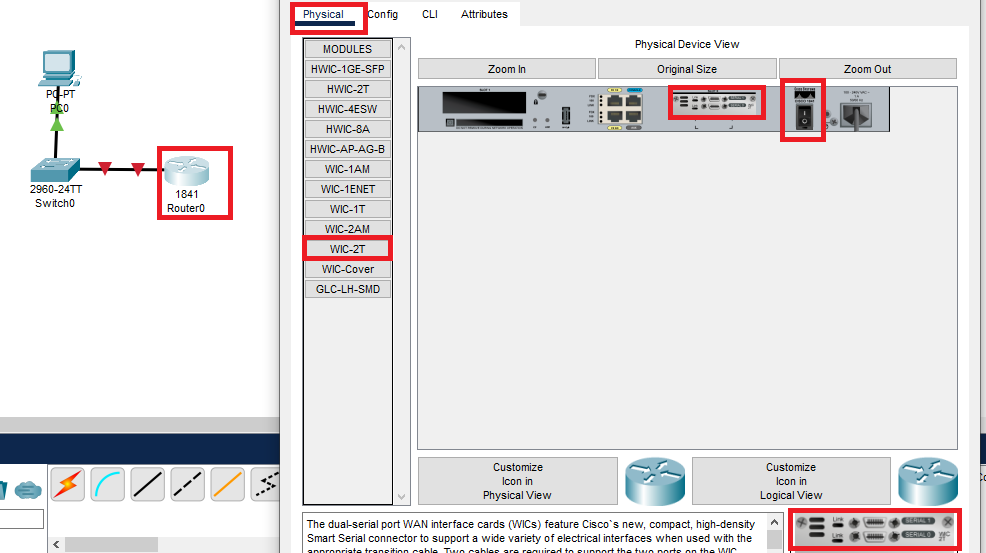 Physical
Config
CLI
Attributes
MODULES
HWIC-1GE-SFP
HWIC-2T
HWIC-4ESW
HWIC-8A
HWIC-AP-AG-B
WIC-1AM
WIC-1ENET
WIC-1T
WIC-2AM
WIC-2T
WIC-Cover
GLC-LH-SMD
Physical Device View
Zoom In
Original Size
Zoom Out
PC-PT
PC0
2960-24TT
Switch0
1841
Router0
Customize
Icon in
Physical View
Customize
Icon in
Logical View
The dual-serial port WAN interface cards (WICs) feature Cisco`s new, compact, high-density
Smart Serial connector to support a wide variety of electrical interfaces when used with the
appropriate transition cable. Two cables are required to support the two ports on the WIC
Link
SERIAL 1
Link
SERIAL 0
WIC
2T